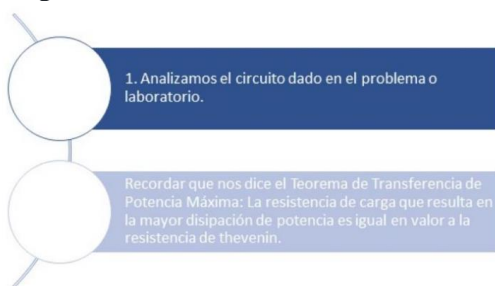 1. Analizamos el circuito dado en el problema o
laboratorio.
Recordar que nos dice el Teorema de Transferencia de
Potencia Máxima: La resistencia de carga que resulta en
la mayor disipación de potencia es igual en valor a la
resistencia de thevenin.